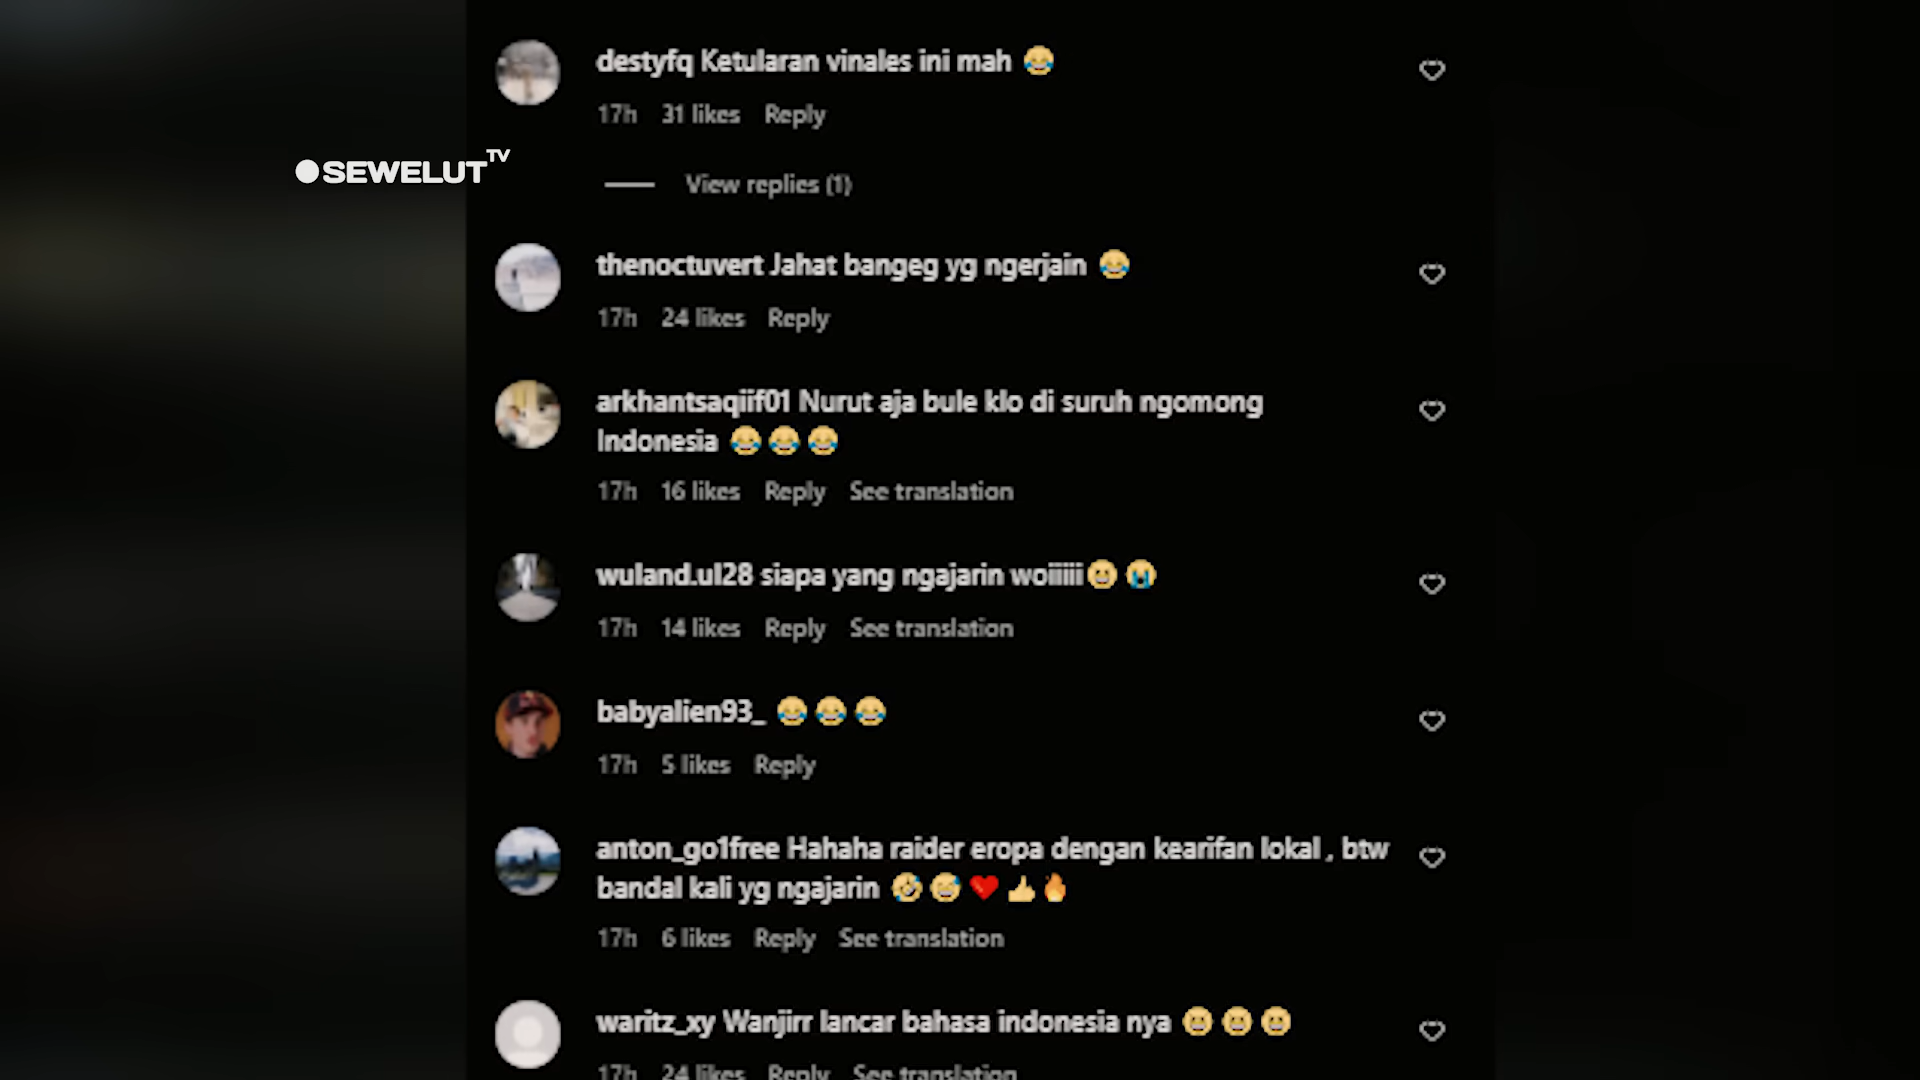 destyfq Ketularan vinales ini mah 😂
17h 31 likes Reply
SEWELUT TV
View replies (1)
thenoctuvert Jahat bangeg yg ngerjain 😂
17h 24 likes Reply
arkhantsaqiif01 Nurut aja bule klo di suruh ngomong
Indonesia 😂😂😂
17h 16 likes Reply See translation
wuland.ul28 siapa yang ngajarin woiiiii😀😭
17h 14 likes Reply See translation
babyalien93_ 😂😂😂
17h 5 likes Reply
anton_go1free Hahaha raider eropa dengan kearifan lokal , btw
bandal kali yg ngajarin 🤣😅❤️👍🔥
17h 6 likes Reply See translation
waritz_xy Wanjirr lancar bahasa indonesia nya 😀😀😀
17h 24 likes Reply See translation